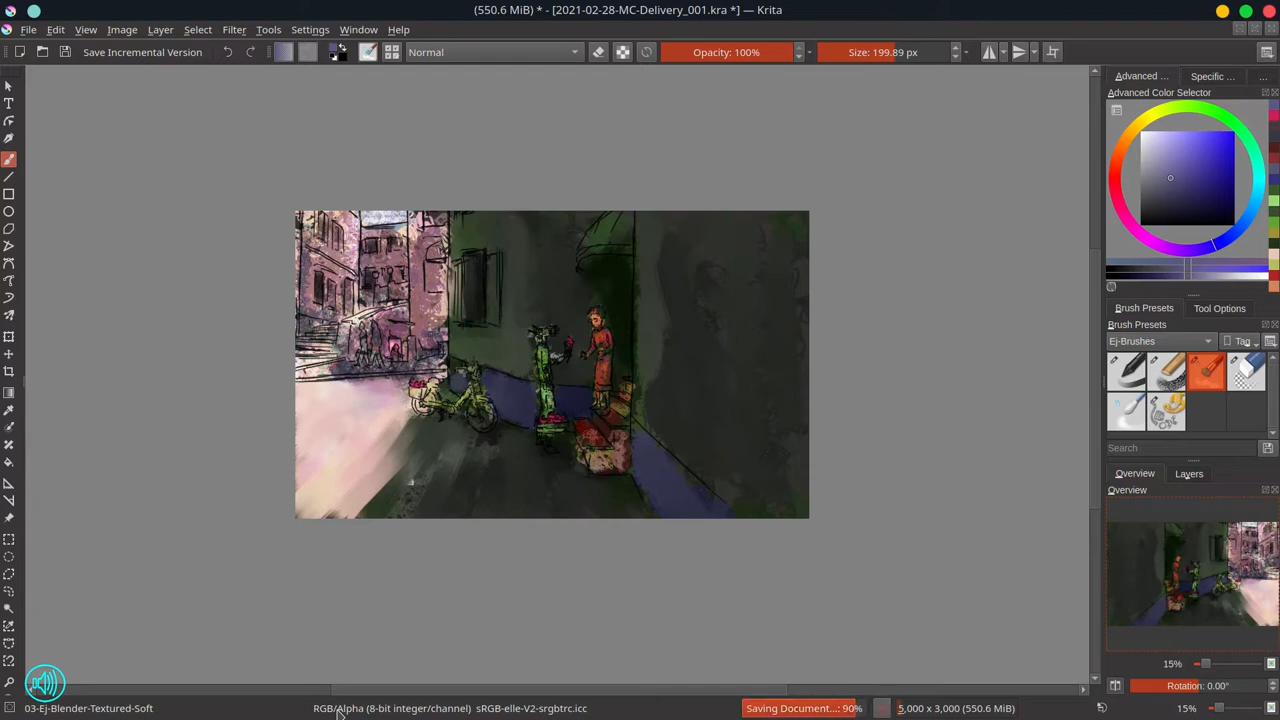 (550.6 MiB) * - [2021-02-28-MC-Delivery_001.kra *] — Krita
File Edit View Image Layer Select Filter Tools Settings Window Help
Save Incremental Version Normal Opacity: 100% Size: 199.89 px
Advanced ... Specific ... ...
Advanced Color Selector
Brush Presets Tool Options
Brush Presets
Ej-Brushes Tag
Search
Overview Layers
Overview
15%
Rotation: 0.00°
03-Ej-Blender-Textured-Soft RGB/Alpha (8-bit integer/channel) sRGB-elle-V2-srgbtrc.icc Saving Document...: 90% 5,000 x 3,000 (550.6 MiB) 15%